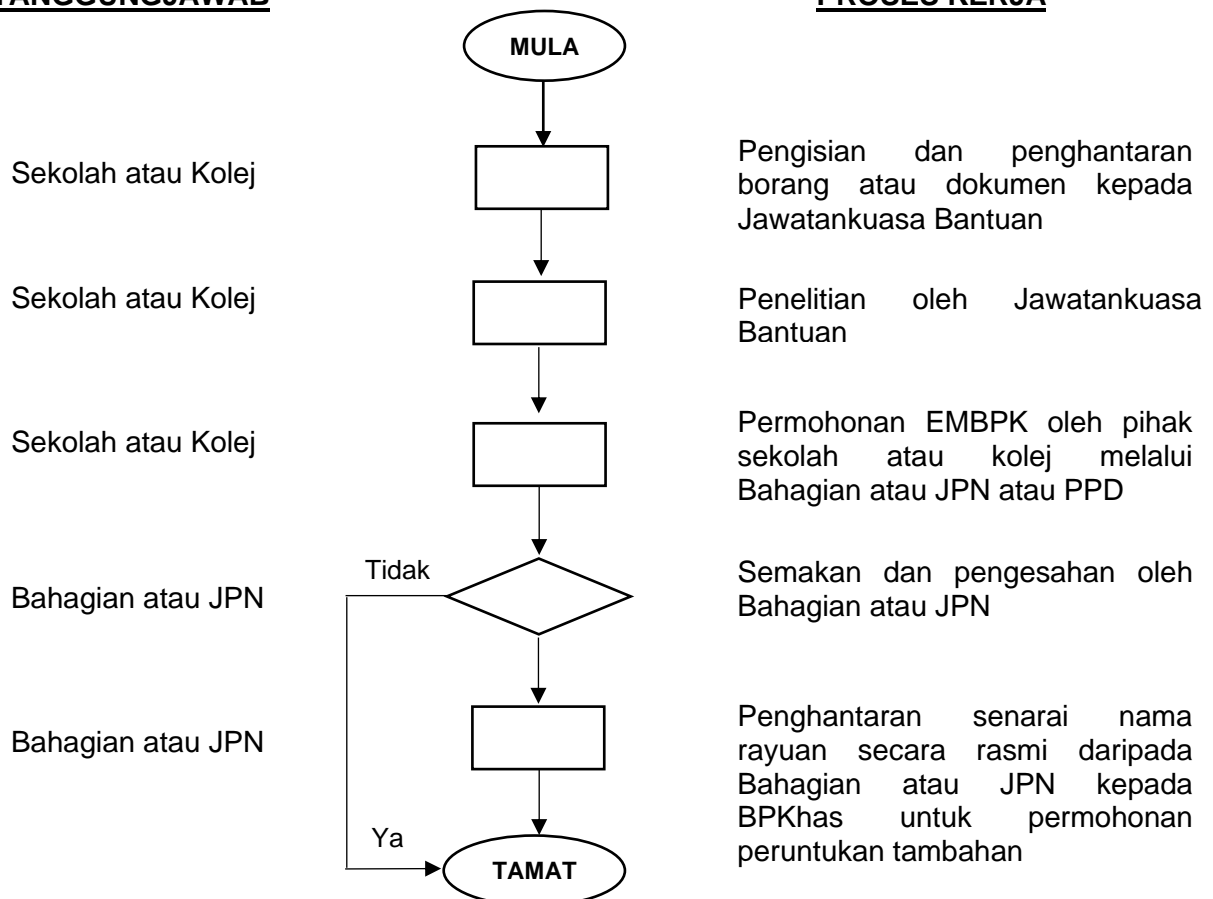 TANGGUNGJAWAB
PROSES KERJA
MULA
Sekolah atau Kolej
Pengisian dan penghantaran
borang atau dokumen kepada
Jawatankuasa Bantuan
Sekolah atau Kolej
Penelitian oleh Jawatankuasa
Bantuan
Sekolah atau Kolej
Permohonan EMBPK oleh pihak
sekolah atau kolej melalui
Bahagian atau JPN atau PPD
Tidak
Bahagian atau JPN
Semakan dan pengesahan oleh
Bahagian atau JPN
Bahagian atau JPN
Penghantaran senarai nama
rayuan secara rasmi daripada
Bahagian atau JPN kepada
BPKhas untuk permohonan
peruntukan tambahan
Ya
TAMAT